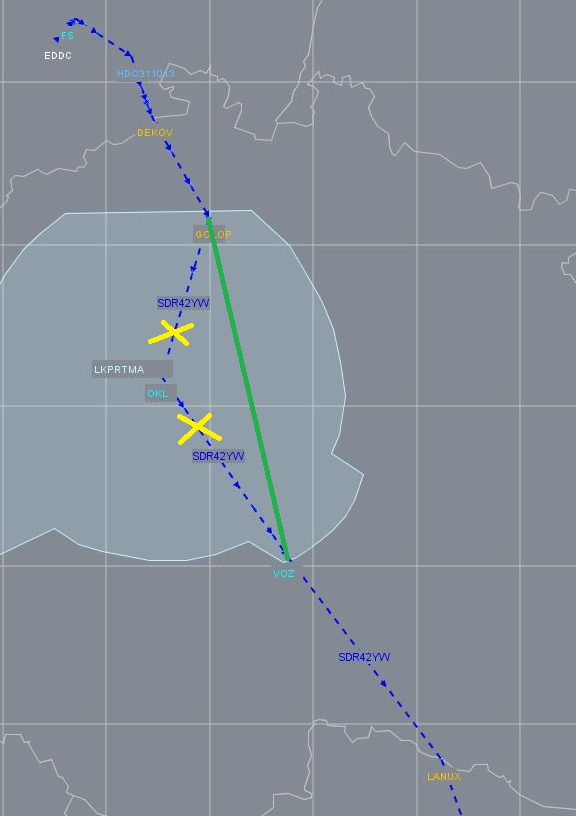 FS
EDDC
HDO311013
DEKOV
GOLOP
SDR42YW
LKPRTMA
OKL
SDR42YW
VOZ
SDR42YW
LANUX